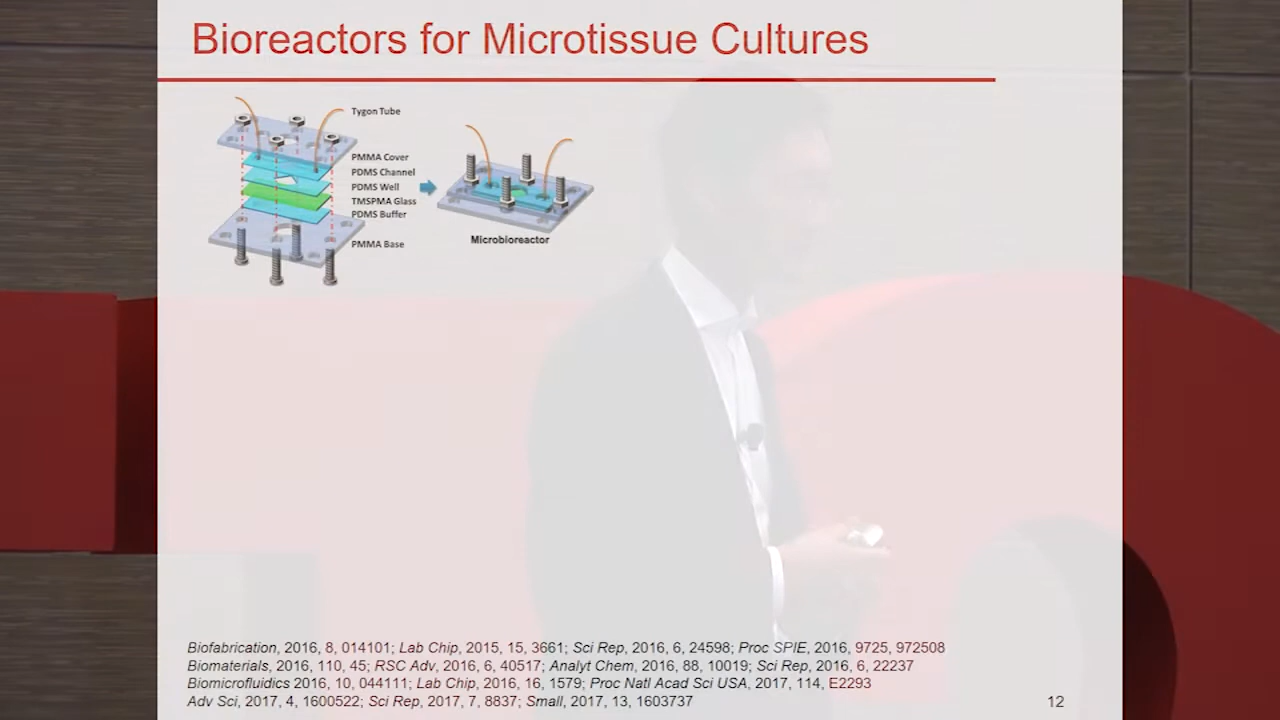 Bioreactors for Microtissue Cultures
Tygon Tube
PMMA Cover
PDMS Channel
PDMS Well
TMSPMA Glass
PDMS Buffer
PMMA Base
Microbioreactor
Biofabrication, 2016, 8, 014101; Lab Chip, 2015, 15, 3661; Sci Rep, 2016, 6, 24598; Proc SPIE, 2016, 9725, 972508
Biomaterials, 2016, 110, 45; RSC Adv, 2016, 6, 40517; Analyt Chem, 2016, 88, 10019; Sci Rep, 2016, 6, 22237
Biomicrofluidics 2016, 10, 044111; Lab Chip, 2016, 16, 1579; Proc Natl Acad Sci USA, 2017, 114, E2293
Adv Sci, 2017, 4, 1600522; Sci Rep, 2017, 7, 8837; Small, 2017, 13, 1603737
12